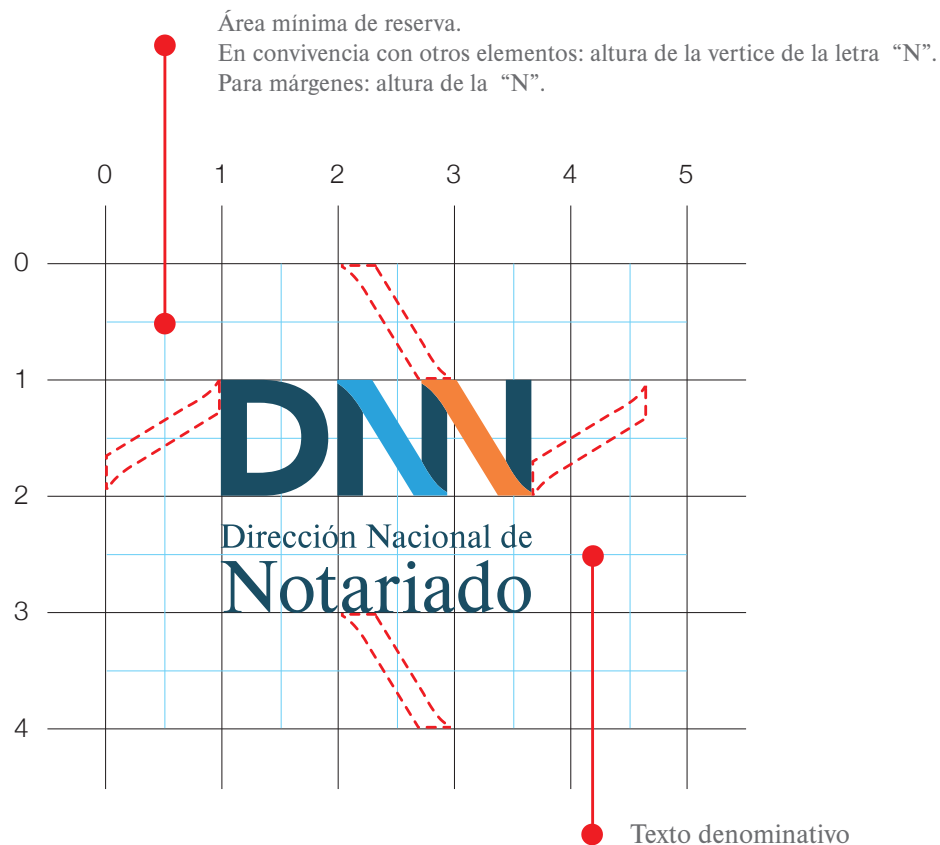 Área mínima de reserva.
En convivencia con otros elementos: altura de la vertice de la letra “N”.
Para márgenes: altura de la “N”.
0 1 2 3 4 5
0
1
DNN
2
Dirección Nacional de
Notariado
3
4
Texto denominativo